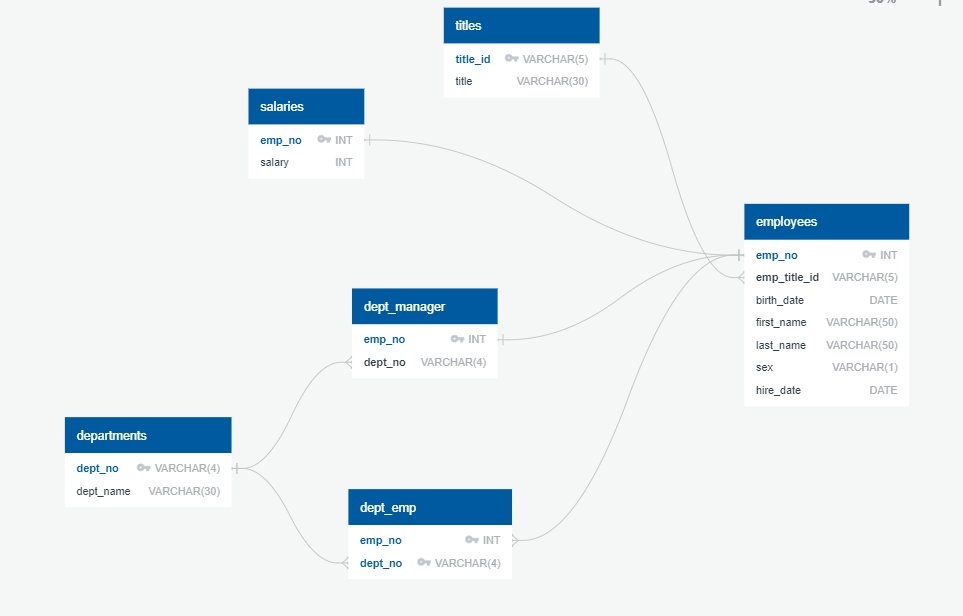 titles
title_id VARCHAR(5)
title VARCHAR(30)
salaries
emp_no INT
salary INT
employees
emp_no INT
emp_title_id VARCHAR(5)
birth_date DATE
first_name VARCHAR(50)
last_name VARCHAR(50)
sex VARCHAR(1)
hire_date DATE
dept_manager
emp_no INT
dept_no VARCHAR(4)
departments
dept_no VARCHAR(4)
dept_name VARCHAR(30)
dept_emp
emp_no INT
dept_no VARCHAR(4)